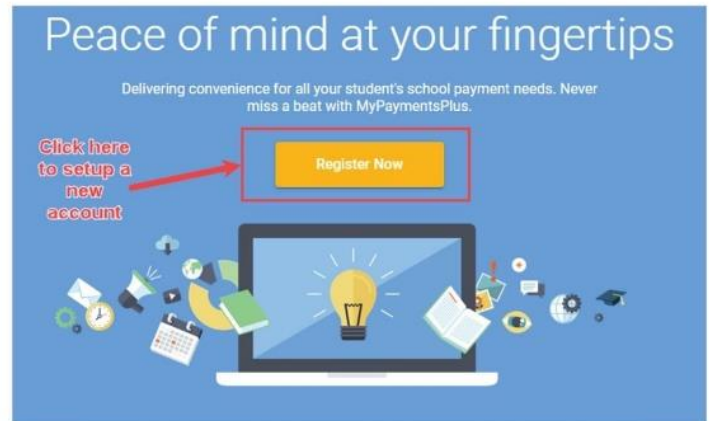 Peace of mind at your fingertips
Delivering convenience for all your student's school payment needs. Never
miss a beat with MyPaymentsPlus.
Click here
to setup a
new
account
Register Now